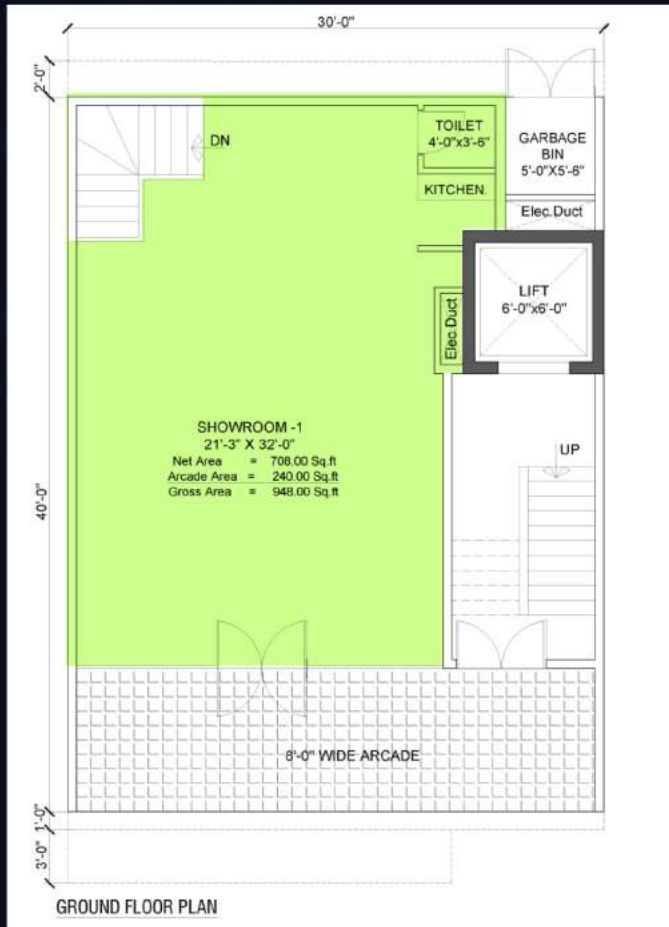 30'-0"
2'-0"
DN
TOILET
4'-0"x3'-6"
GARBAGE
BIN
5'-0"X5'-6"
KITCHEN.
Elec.Duct
LIFT
6'-0"x6'-0"
Elec.Duct
SHOWROOM -1
21'-3" X 32'-0"
Net Area = 708.00 Sq.ft
Arcade Area = 240.00 Sq.ft
Gross Area = 948.00 Sq.ft
UP
40'-0"
8'-0" WIDE ARCADE
1'-0"
3'-0"
GROUND FLOOR PLAN